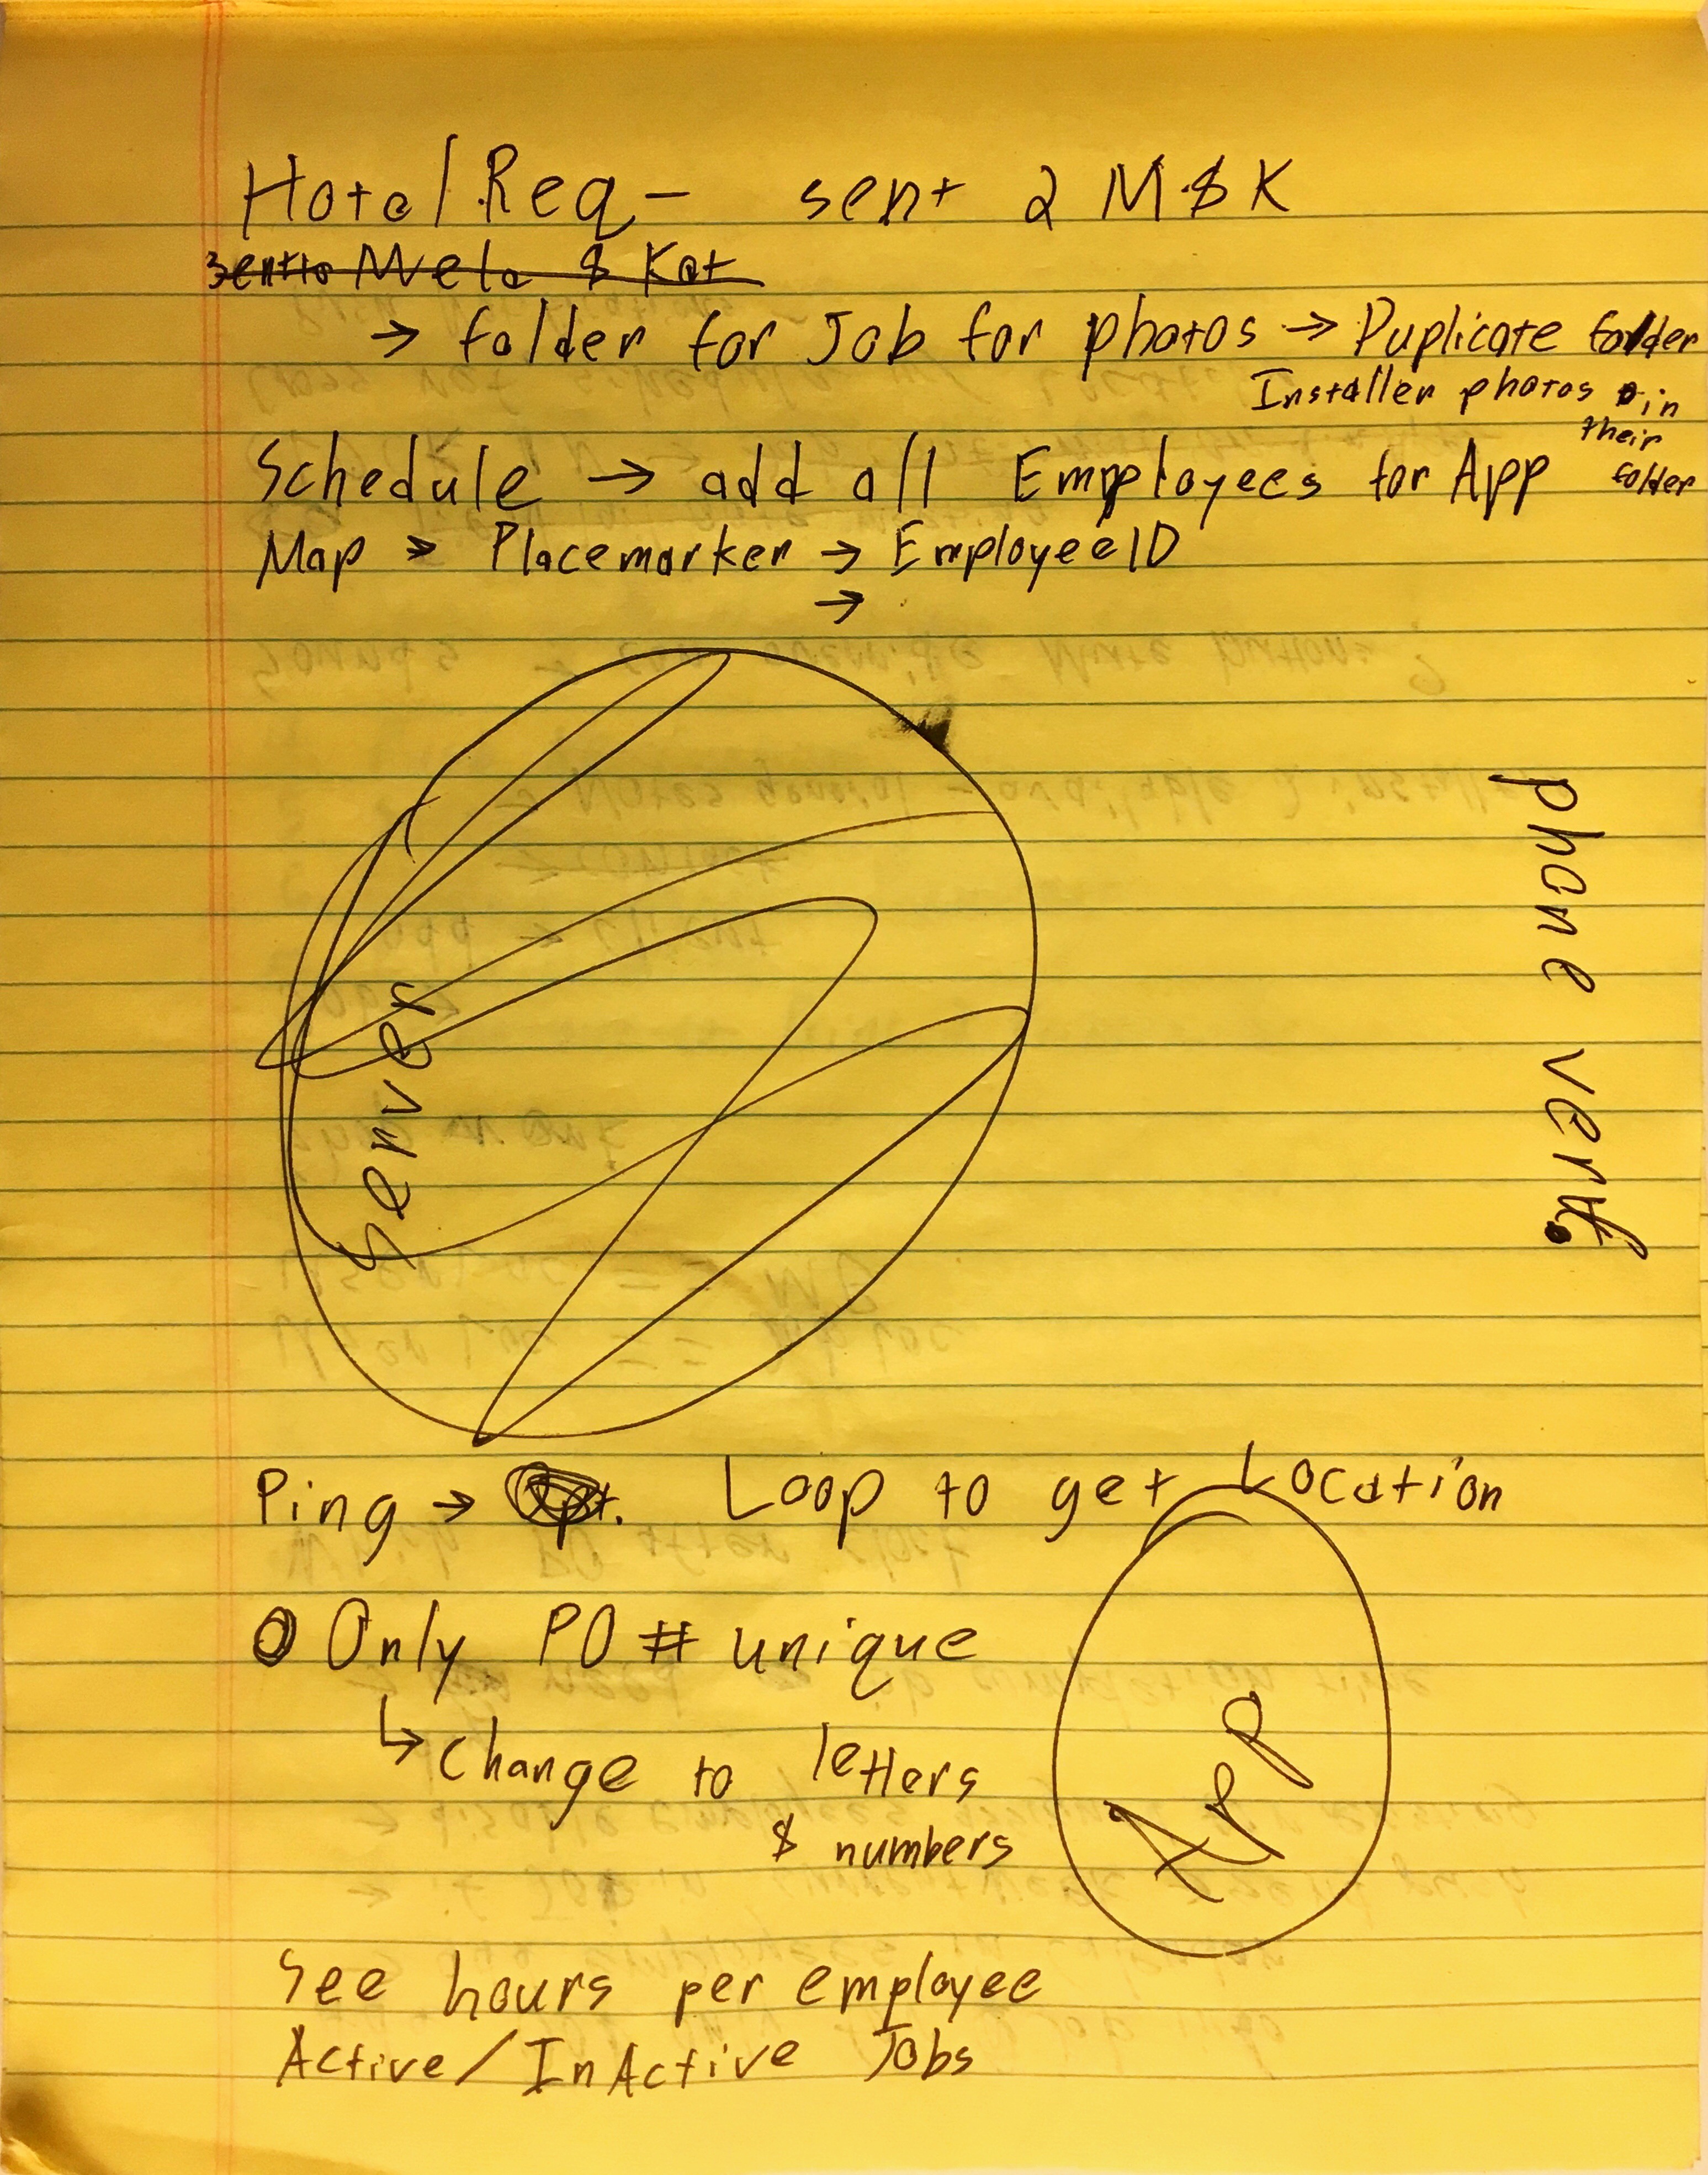 Hotel Req - sent 2 M & K
sent to Mela & Kat
→ folder for Job for photos → Duplicate folder
Installer photos in
their
folder
Schedule → add all Employees for App
Map > Placemarker → EmployeeID
→
Server
phone vert.
Ping → Loop to get Location
Only PO # unique
↳ Change to letters
& numbers
App
See hours per employee
Active/InActive Jobs